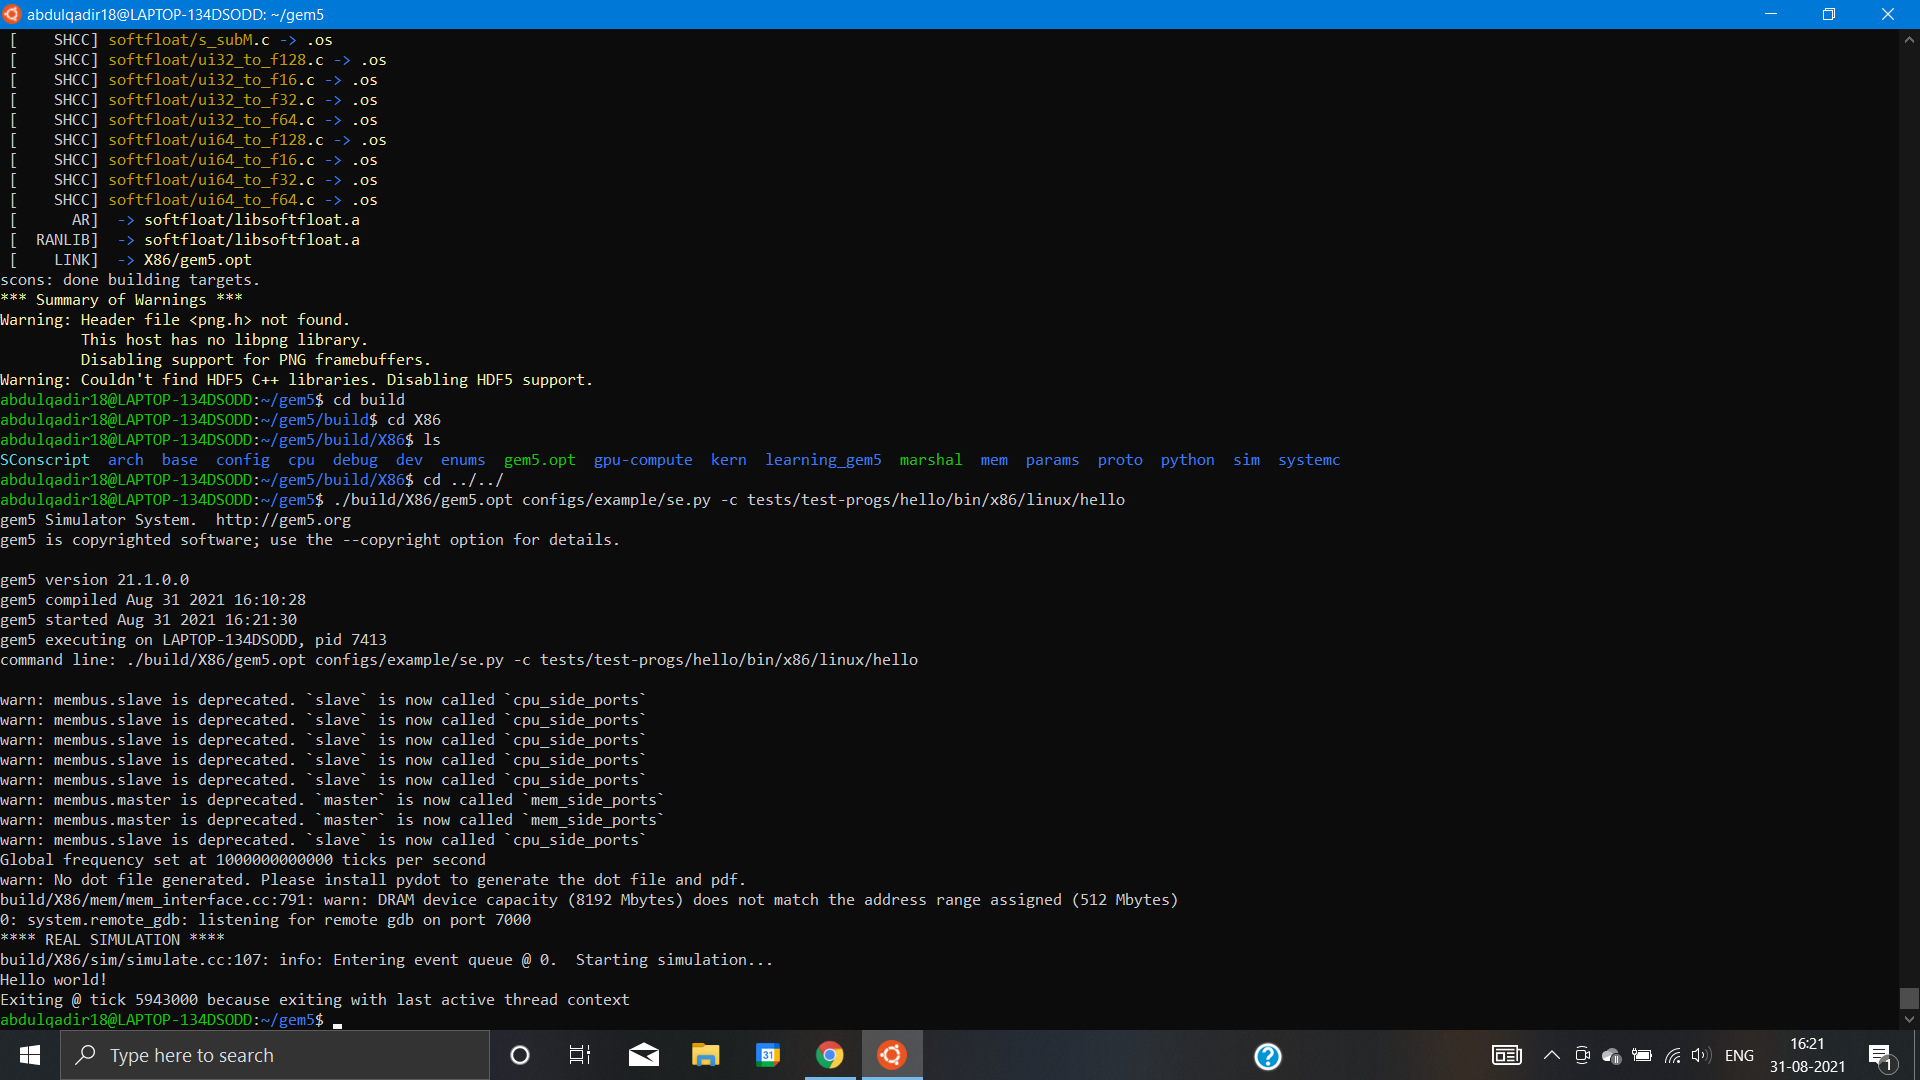 abdulqadir18@LAPTOP-134DSODD: ~/gem5
[    SHCC] softfloat/s_subM.c -> .os
[    SHCC] softfloat/ui32_to_f128.c -> .os
[    SHCC] softfloat/ui32_to_f16.c -> .os
[    SHCC] softfloat/ui32_to_f32.c -> .os
[    SHCC] softfloat/ui32_to_f64.c -> .os
[    SHCC] softfloat/ui64_to_f128.c -> .os
[    SHCC] softfloat/ui64_to_f16.c -> .os
[    SHCC] softfloat/ui64_to_f32.c -> .os
[    SHCC] softfloat/ui64_to_f64.c -> .os
[      AR]  -> softfloat/libsoftfloat.a
[  RANLIB]  -> softfloat/libsoftfloat.a
[    LINK]  -> X86/gem5.opt
scons: done building targets.
*** Summary of Warnings ***
Warning: Header file <png.h> not found.
         This host has no libpng library.
         Disabling support for PNG framebuffers.
Warning: Couldn't find HDF5 C++ libraries. Disabling HDF5 support.
abdulqadir18@LAPTOP-134DSODD:~/gem5$ cd build
abdulqadir18@LAPTOP-134DSODD:~/gem5/build$ cd X86
abdulqadir18@LAPTOP-134DSODD:~/gem5/build/X86$ ls
SConscript  arch  base  config  cpu  debug  dev  enums  gem5.opt  gpu-compute  kern  learning_gem5  marshal  mem  params  proto  python  sim  systemc
abdulqadir18@LAPTOP-134DSODD:~/gem5/build/X86$ cd ../../
abdulqadir18@LAPTOP-134DSODD:~/gem5$ ./build/X86/gem5.opt configs/example/se.py -c tests/test-progs/hello/bin/x86/linux/hello
gem5 Simulator System.  http://gem5.org
gem5 is copyrighted software; use the --copyright option for details.

gem5 version 21.1.0.0
gem5 compiled Aug 31 2021 16:10:28
gem5 started Aug 31 2021 16:21:30
gem5 executing on LAPTOP-134DSODD, pid 7413
command line: ./build/X86/gem5.opt configs/example/se.py -c tests/test-progs/hello/bin/x86/linux/hello

warn: membus.slave is deprecated. `slave` is now called `cpu_side_ports`
warn: membus.slave is deprecated. `slave` is now called `cpu_side_ports`
warn: membus.slave is deprecated. `slave` is now called `cpu_side_ports`
warn: membus.slave is deprecated. `slave` is now called `cpu_side_ports`
warn: membus.slave is deprecated. `slave` is now called `cpu_side_ports`
warn: membus.master is deprecated. `master` is now called `mem_side_ports`
warn: membus.master is deprecated. `master` is now called `mem_side_ports`
warn: membus.slave is deprecated. `slave` is now called `cpu_side_ports`
Global frequency set at 1000000000000 ticks per second
warn: No dot file generated. Please install pydot to generate the dot file and pdf.
build/X86/mem/mem_interface.cc:791: warn: DRAM device capacity (8192 Mbytes) does not match the address range assigned (512 Mbytes)
0: system.remote_gdb: listening for remote gdb on port 7000
**** REAL SIMULATION ****
build/X86/sim/simulate.cc:107: info: Entering event queue @ 0.  Starting simulation...
Hello world!
Exiting @ tick 5943000 because exiting with last active thread context
abdulqadir18@LAPTOP-134DSODD:~/gem5$
Type here to search
31
?
ENG
16:21
31-08-2021
1